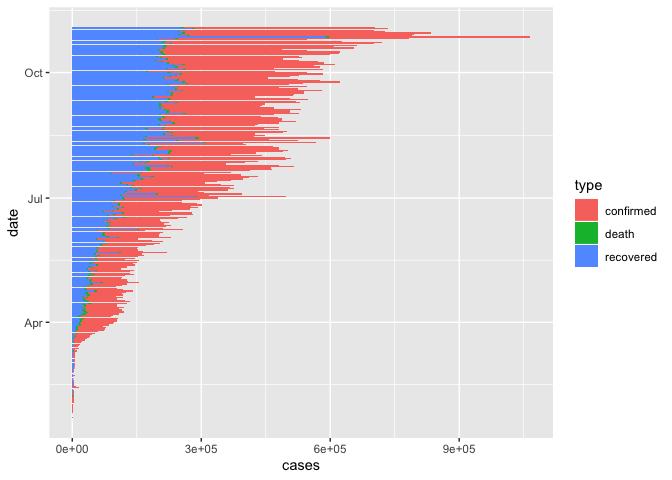 Oct
Jul
Apr
date
0e+00
3e+05
6e+05
9e+05
cases
type
confirmed
death
recovered